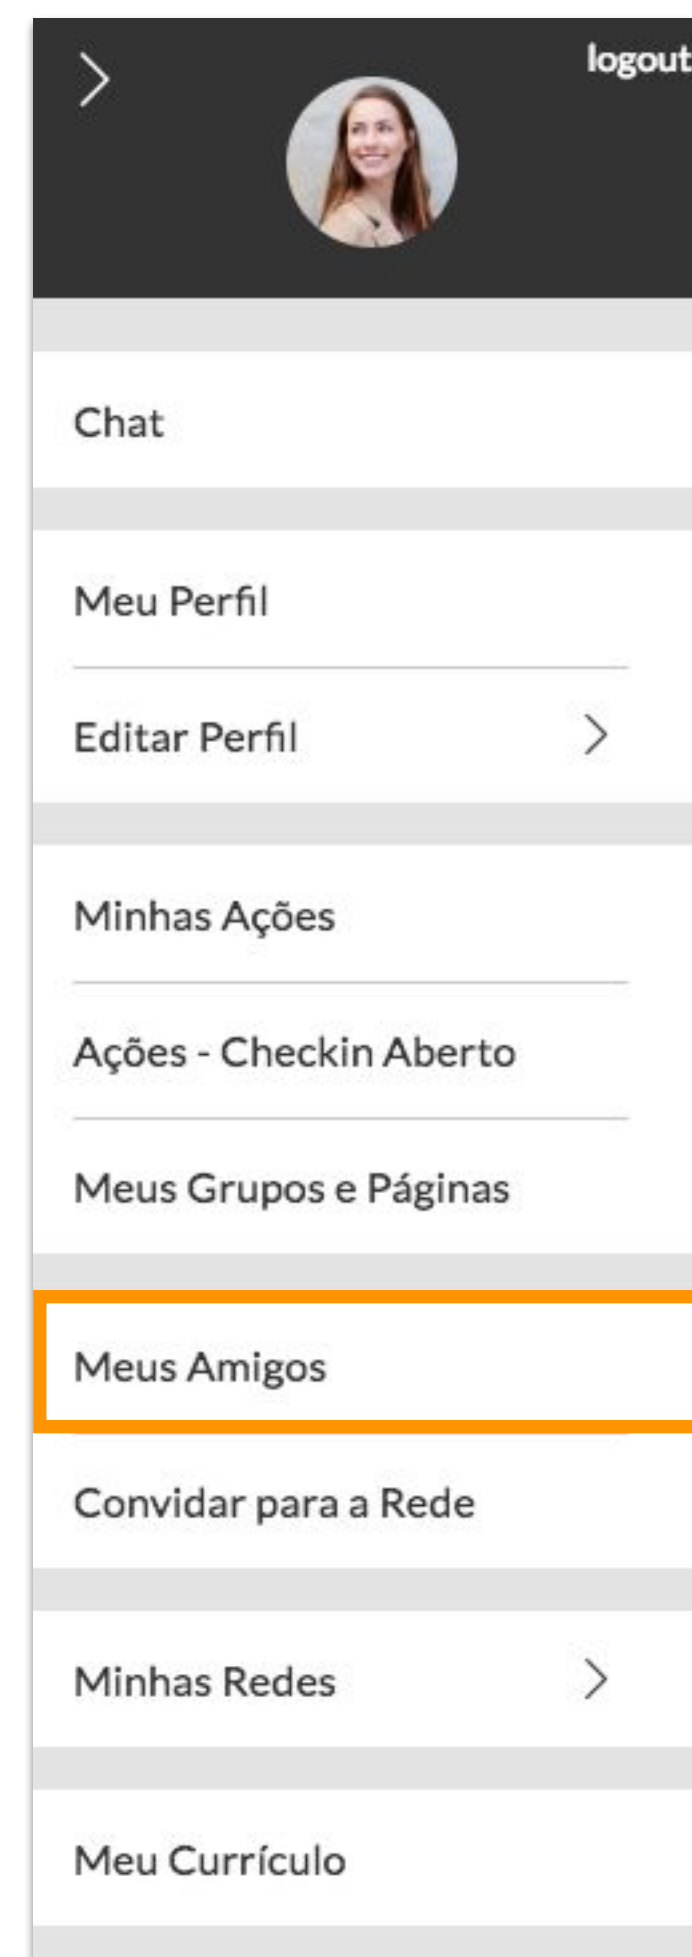 logout
Chat
Meu Perfil
Editar Perfil
Minhas Ações
Ações - Checkin Aberto
Meus Grupos e Páginas
Meus Amigos
Convidar para a Rede
Minhas Redes
Meu Currículo